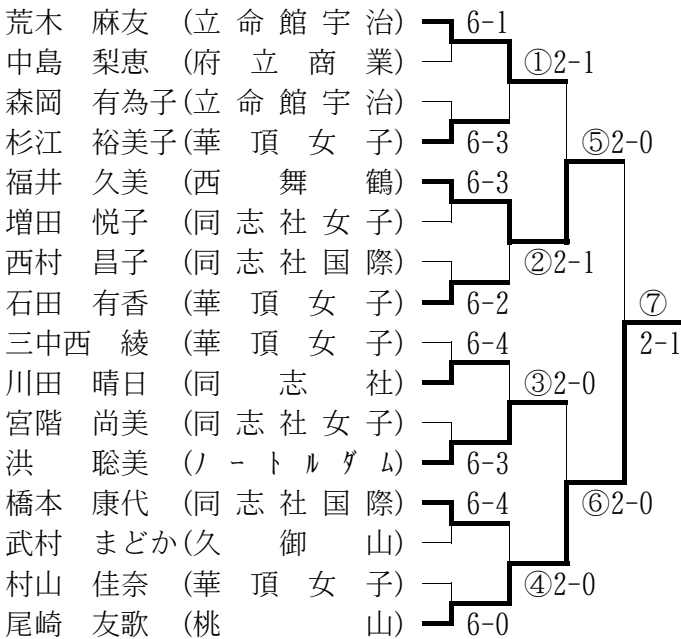 荒木 麻友 (立命館宇治) 6-1
中島 梨恵 (府立商業) ①2-1
森岡 有為子(立命館宇治)
杉江 裕美子(華頂女子) 6-3 ⑤2-0
福井 久美 (西舞鶴) 6-3
増田 悦子 (同志社女子)
西村 昌子 (同志社国際) ②2-1
石田 有香 (華頂女子) 6-2 ⑦
三中西 綾 (華頂女子) 6-4 2-1
川田 晴日 (同志社) ③2-0
宮階 尚美 (同志社女子)
洪 聡美 (ノートルダム) 6-3
橋本 康代 (同志社国際) 6-4 ⑥2-0
武村 まどか(久御山)
村山 佳奈 (華頂女子) ④2-0
尾崎 友歌 (桃山) 6-0